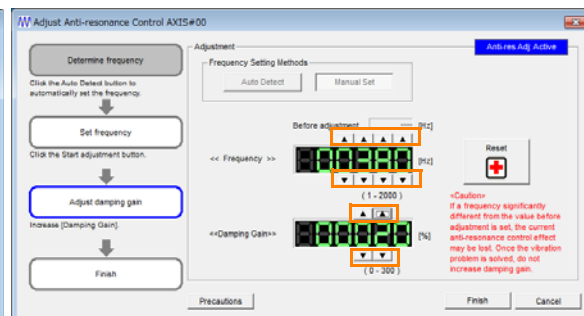 Adjust Anti-resonance Control AXIS#00
Determine frequency
Click the Auto Detect button to
automatically set the frequency.
Set frequency
Click the Start adjustment button.
Adjust damping gain
Increase [Damping Gain].
Finish
Adjustment
Anti-res Adj Active
Frequency Setting Methods
Auto Detect
Manual Set
Before adjustment --- [Hz]
<< Frequency >>
000380 [Hz]
( 1 - 2000 )
<<Damping Gain>>
000020 [%]
( 0 - 300 )
Reset
<Caution>
If a frequency significantly
different from the value before
adjustment is set, the current
anti-resonance control effect
may be lost. Once the vibration
problem is solved, do not
increase damping gain.
Precautions
Finish
Cancel